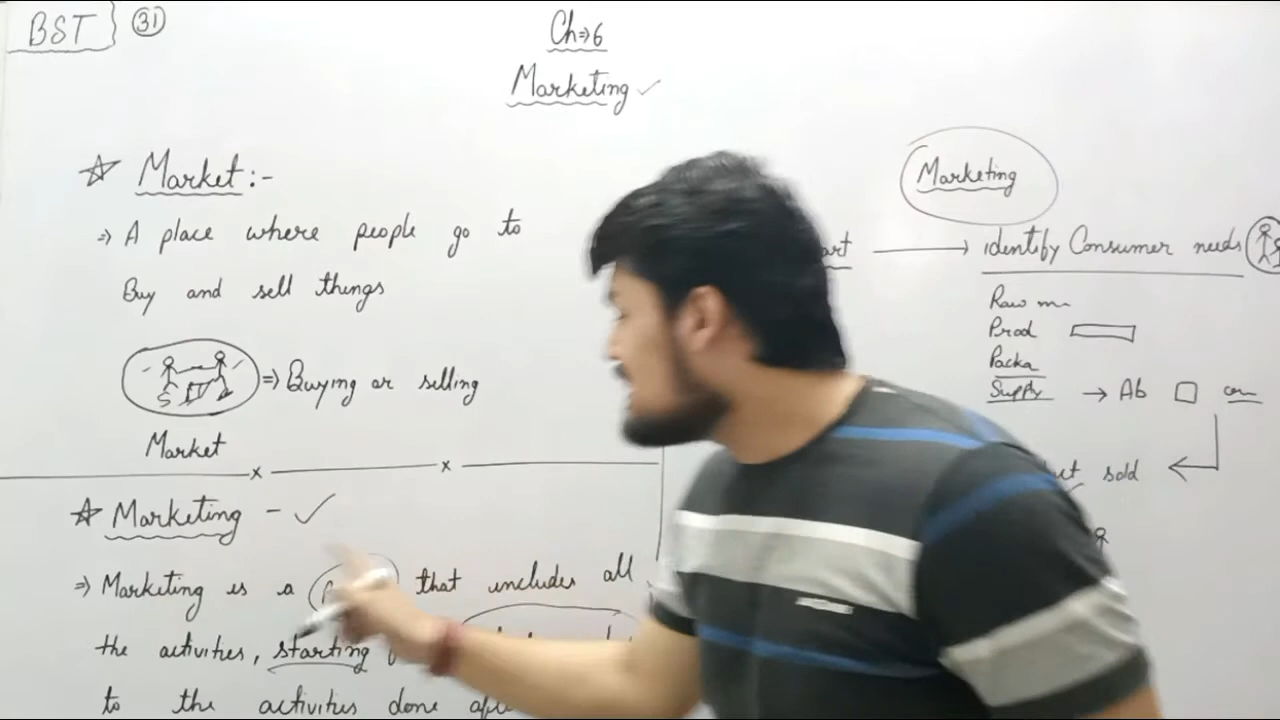 BST
31
Ch⇒6
Marketing ✓
☆ Market:-
⇒ A place where people go to
Buy and sell things
⇒ Buying or selling
Market
☆ Marketing - ✓
⇒ Marketing is a that includes all
the activities, starting
to the activities done
Marketing
→ identify Consumer needs
Raw m
Prod
Packa
Supply → Ab
sold